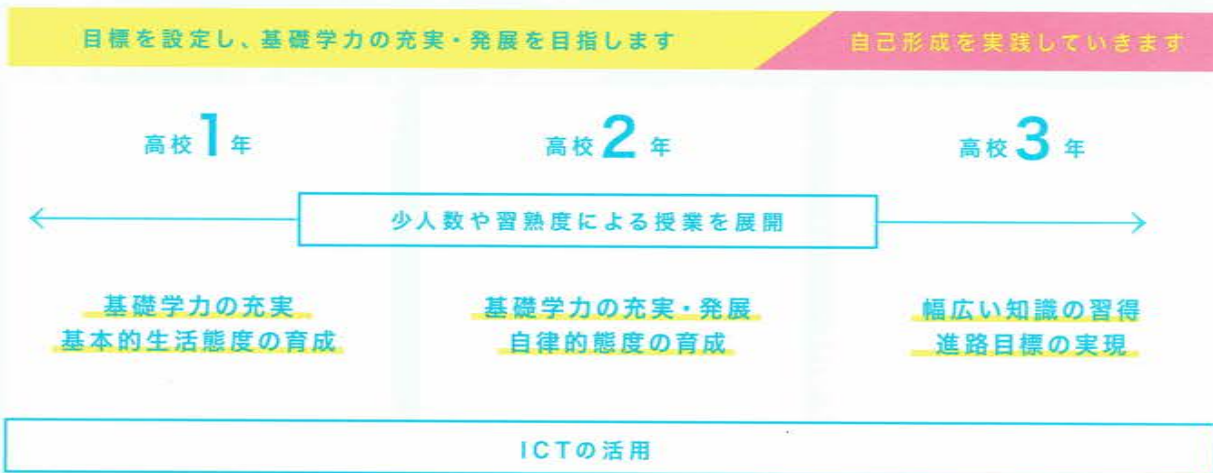 目標を設定し、基礎学力の充実・発展を目指します
自己形成を実践していきます
高校1年
高校2年
高校3年
少人数や習熟度による授業を展開
基礎学力の充実
基本的生活態度の育成
基礎学力の充実・発展
自律的態度の育成
幅広い知識の習得
進路目標の実現
ICTの活用